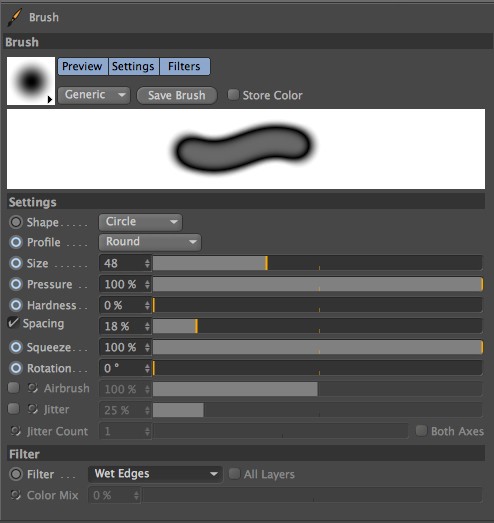 Brush
Brush
Preview Settings Filters
Generic Save Brush Store Color
Settings
Shape..... Circle
Profile .... Round
Size ...... 48
Pressure.. 100 %
Hardness.. 0 %
Spacing 18 %
Squeeze... 100 %
Rotation.. 0 °
Airbrush 100 %
Jitter 25 %
Jitter Count 1 Both Axes
Filter
Filter ... Wet Edges All Layers
Color Mix 0 %